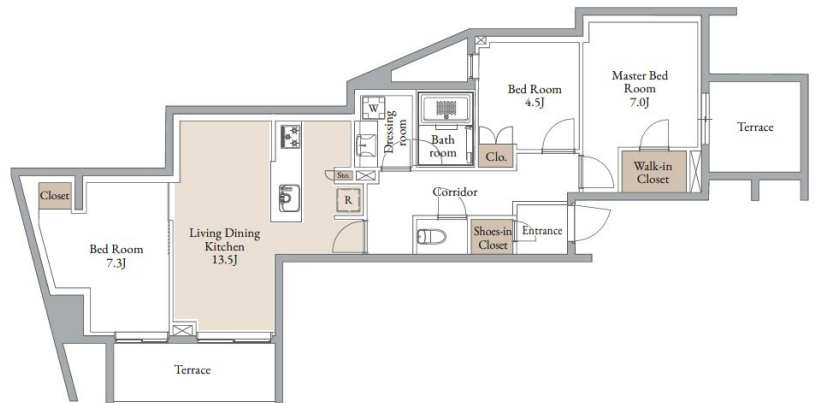 Bed Room
4.5J
Master Bed
Room
7.0J
Terrace
W
Dressing
room
Bath
room
Clo.
Walk-in
Closet
Sto.
R
Corridor
Closet
Bed Room
7.3J
Living Dining
Kitchen
13.5J
Shoes-in
Closet
Entrance
Terrace